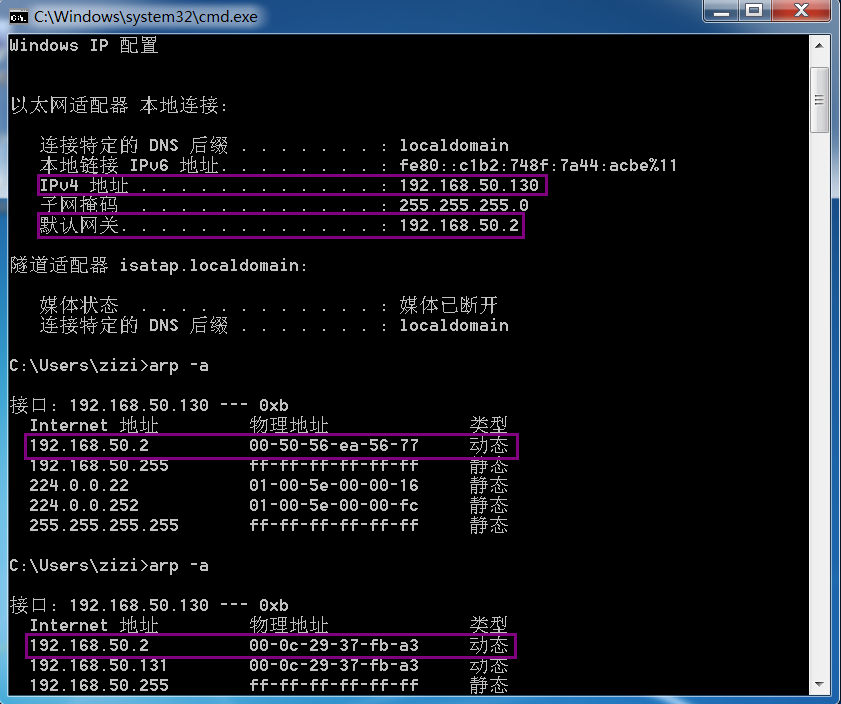 C:\Windows\system32\cmd.exe
Windows IP 配置
以太网适配器 本地连接:
连接特定的 DNS 后缀 . . . . . . . : localdomain
本地链接 IPv6 地址. . . . . . . . : fe80::c1b2:748f:7a44:acbe%11
IPv4 地址 . . . . . . . . . . . . : 192.168.50.130
子网掩码  . . . . . . . . . . . . : 255.255.255.0
默认网关. . . . . . . . . . . . . : 192.168.50.2
隧道适配器 isatap.localdomain:
媒体状态  . . . . . . . . . . . . : 媒体已断开
连接特定的 DNS 后缀 . . . . . . . : localdomain
C:\Users\zizi>arp -a
接口: 192.168.50.130 --- 0xb
Internet 地址         物理地址              类型
192.168.50.2          00-50-56-ea-56-77     动态
192.168.50.255        ff-ff-ff-ff-ff-ff     静态
224.0.0.22            01-00-5e-00-00-16     静态
224.0.0.252           01-00-5e-00-00-fc     静态
255.255.255.255       ff-ff-ff-ff-ff-ff     静态
C:\Users\zizi>arp -a
接口: 192.168.50.130 --- 0xb
Internet 地址         物理地址              类型
192.168.50.2          00-0c-29-37-fb-a3     动态
192.168.50.131        00-0c-29-37-fb-a3     动态
192.168.50.255        ff-ff-ff-ff-ff-ff     静态